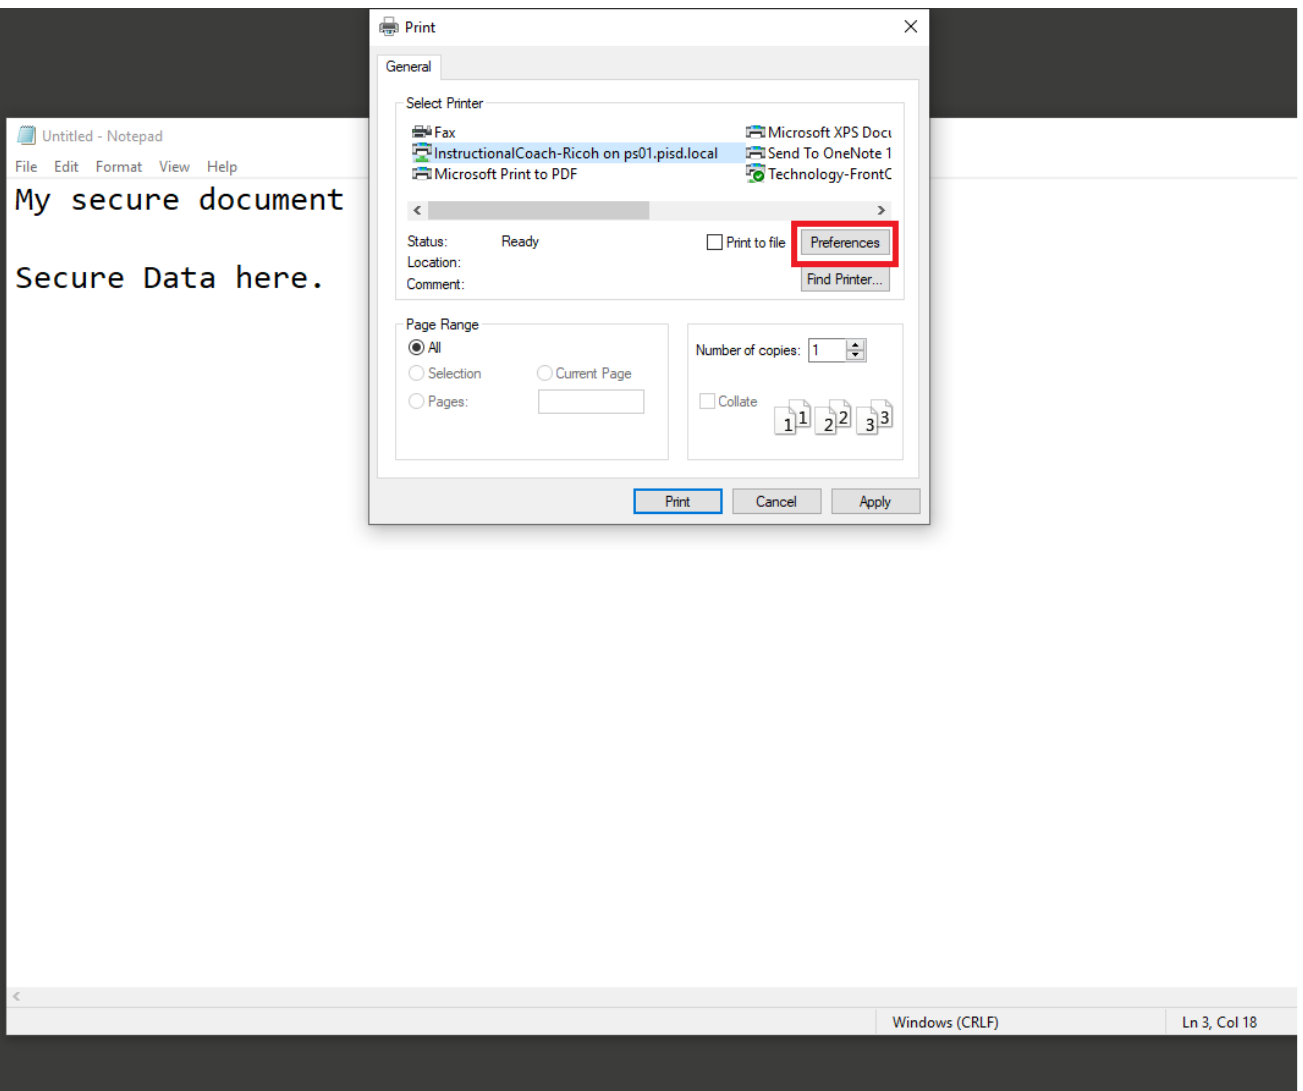 Print
General
Select Printer
Fax
InstructionalCoach-Ricoh on ps01.pisd.local
Microsoft Print to PDF
Microsoft XPS Docu
Send To OneNote 1
Technology-FrontC
Status: Ready
Print to file
Preferences
Location:
Comment:
Find Printer...
Page Range
All
Selection
Current Page
Pages:
Number of copies: 1
Collate
1 1 2 2 3 3
Print
Cancel
Apply
Untitled - Notepad
File Edit Format View Help
My secure document
Secure Data here.
Windows (CRLF)
Ln 3, Col 18